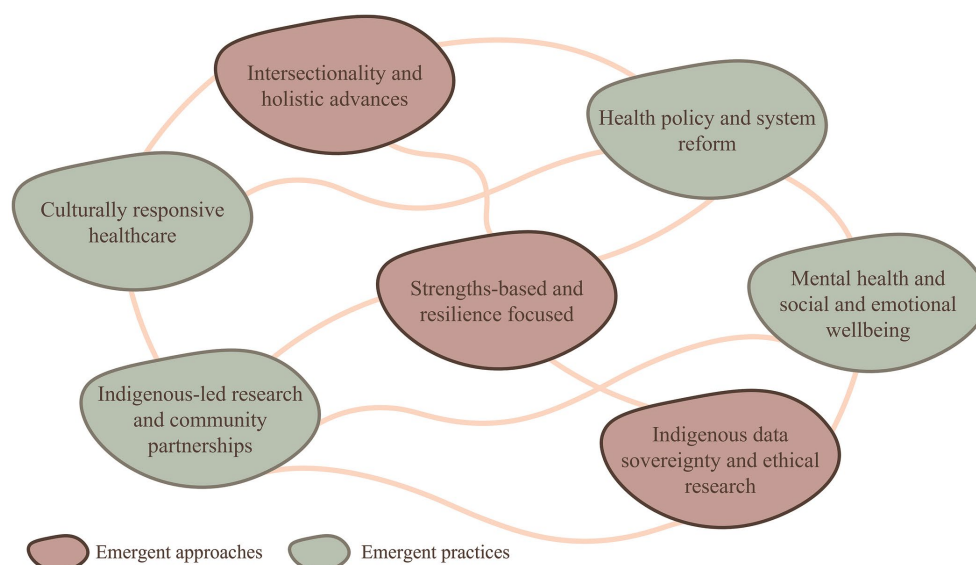 Intersectionality and
holistic advances
Health policy and system
reform
Culturally responsive
healthcare
Strengths-based and
resilience focused
Mental health and
social and emotional
wellbeing
Indigenous-led research
and community
partnerships
Indigenous data
sovereignty and ethical
research
Emergent approaches
Emergent practices